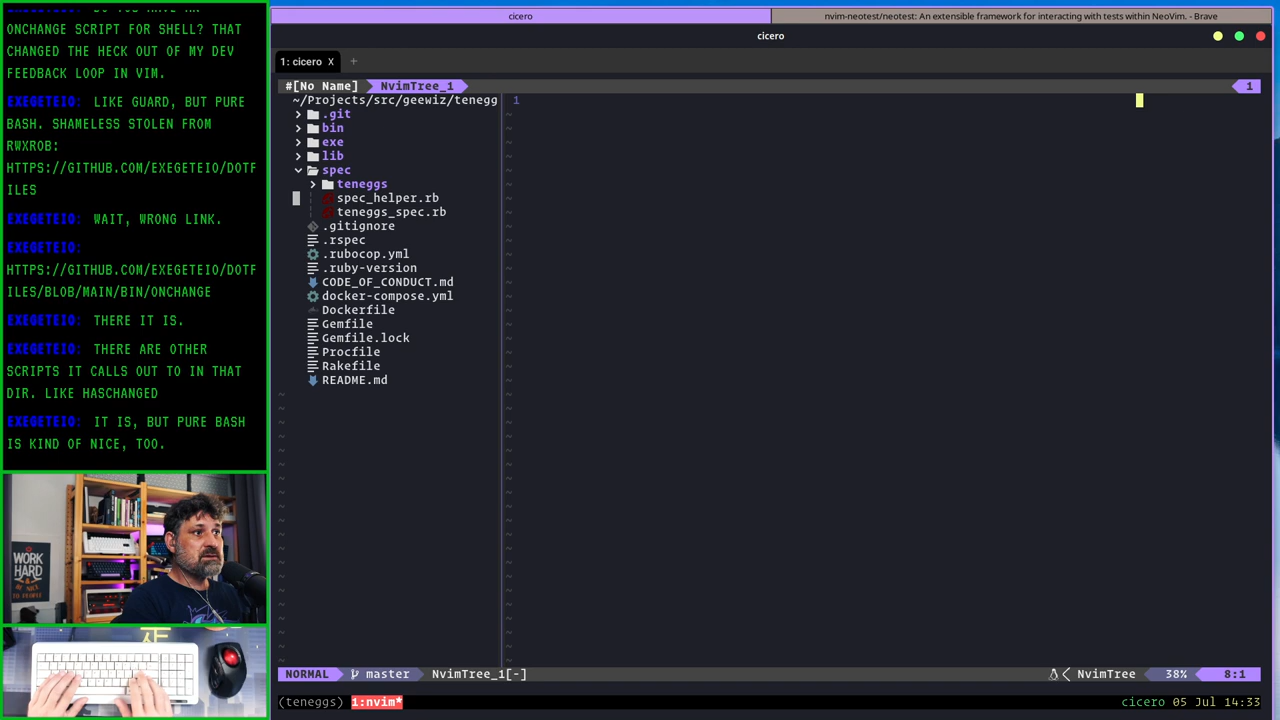 ONCHANGE SCRIPT FOR SHELL? THAT
CHANGED THE HECK OUT OF MY DEV
FEEDBACK LOOP IN VIM.
EXEGETEIO: LIKE GUARD, BUT PURE
BASH. SHAMELESS STOLEN FROM
RWXROB:
HTTPS://GITHUB.COM/EXEGETEIO/DOTF
ILES
EXEGETEIO: WAIT, WRONG LINK.
EXEGETEIO:
HTTPS://GITHUB.COM/EXEGETEIO/DOTF
ILES/BLOB/MAIN/BIN/ONCHANGE
EXEGETEIO: THERE IT IS.
EXEGETEIO: THERE ARE OTHER
SCRIPTS IT CALLS OUT TO IN THAT
DIR. LIKE HASCHANGED
EXEGETEIO: IT IS, BUT PURE BASH
IS KIND OF NICE, TOO.
WORK
HARD
cicero
nvim-neotest/neotest: An extensible framework for interacting with tests within NeoVim. - Brave
cicero
1: cicero X +
#[No Name] NvimTree_1 1
~/Projects/src/geewiz/tenegg 1
.git
bin
exe
lib
spec
teneggs
spec_helper.rb
teneggs_spec.rb
.gitignore
.rspec
.rubocop.yml
.ruby-version
CODE_OF_CONDUCT.md
docker-compose.yml
Dockerfile
Gemfile
Gemfile.lock
Procfile
Rakefile
README.md
NORMAL master NvimTree_1[-] NvimTree 38% 8:1
(teneggs) 1:nvim* cicero 05 Jul 14:33